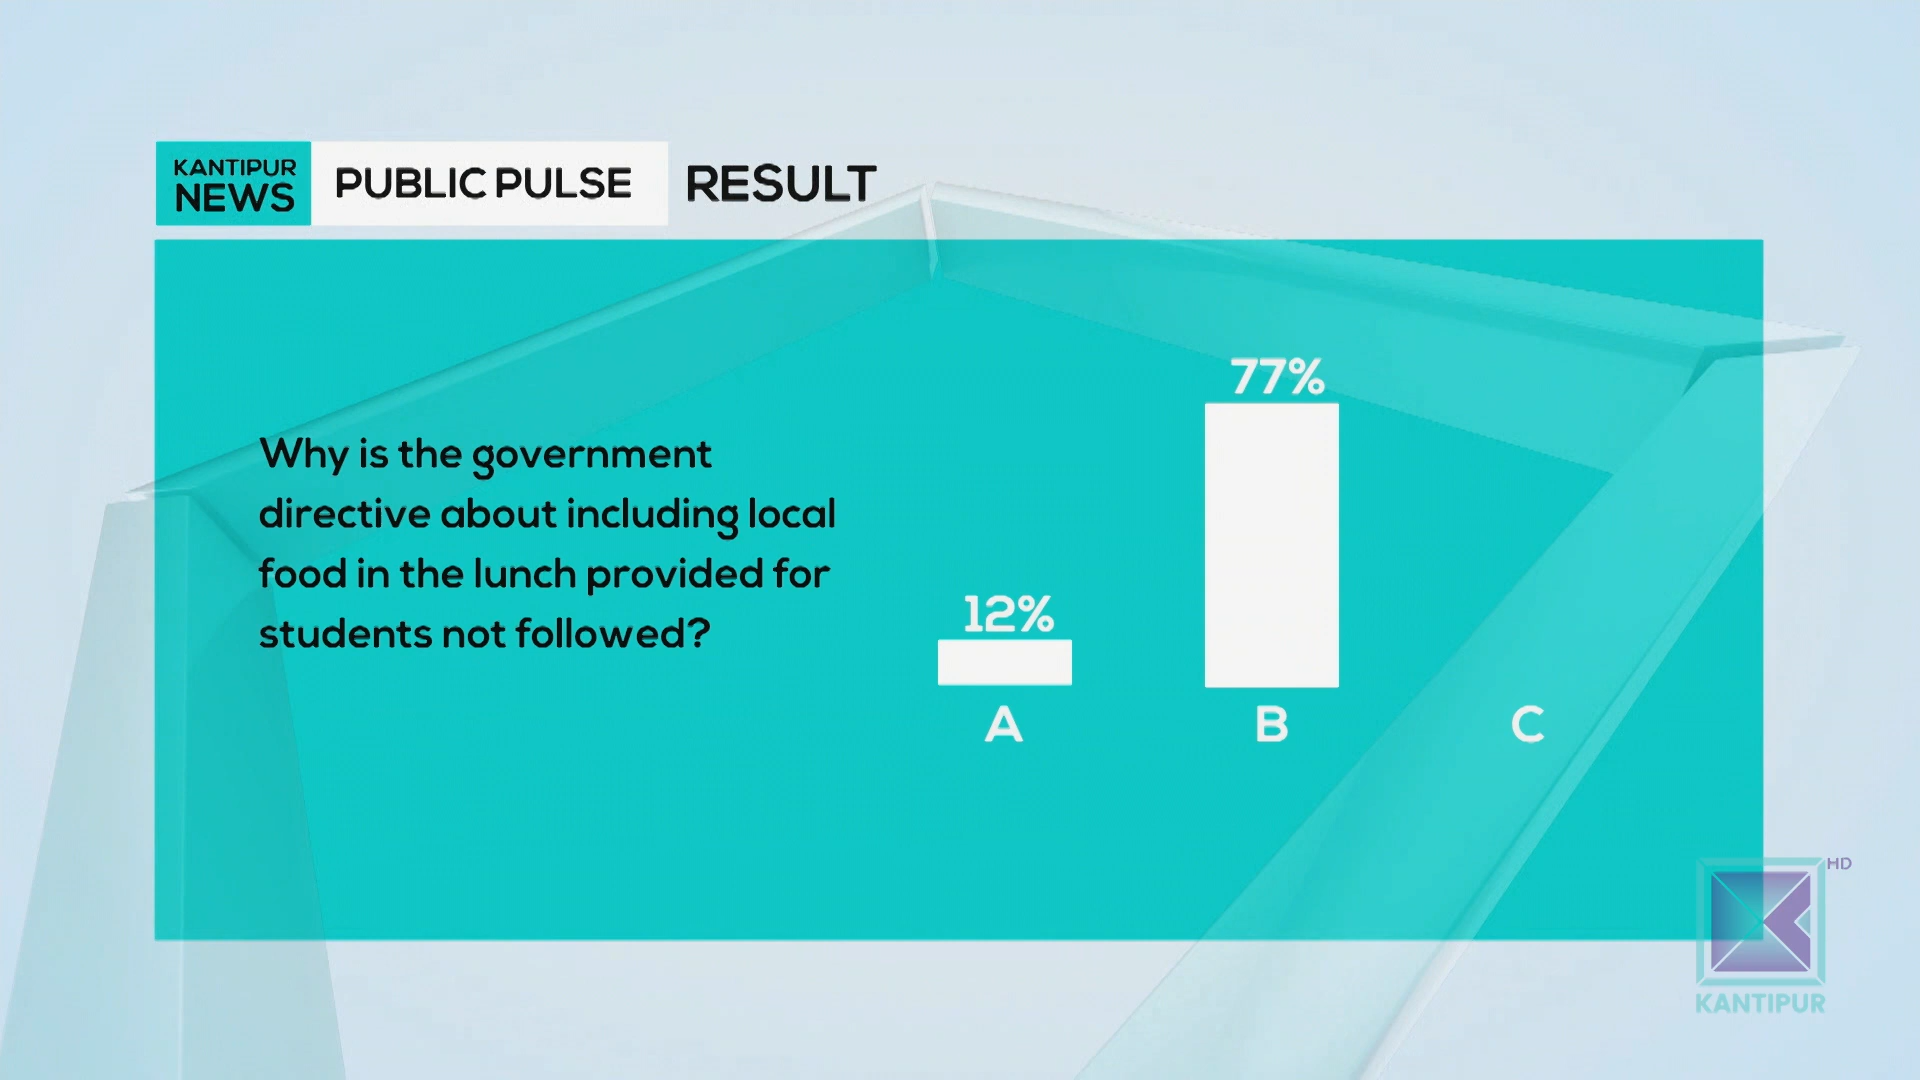 KANTIPUR
NEWS
PUBLIC PULSE
RESULT
Why is the government
directive about including local
food in the lunch provided for
students not followed?
12%
77%
A
B
C
HD
KANTIPUR